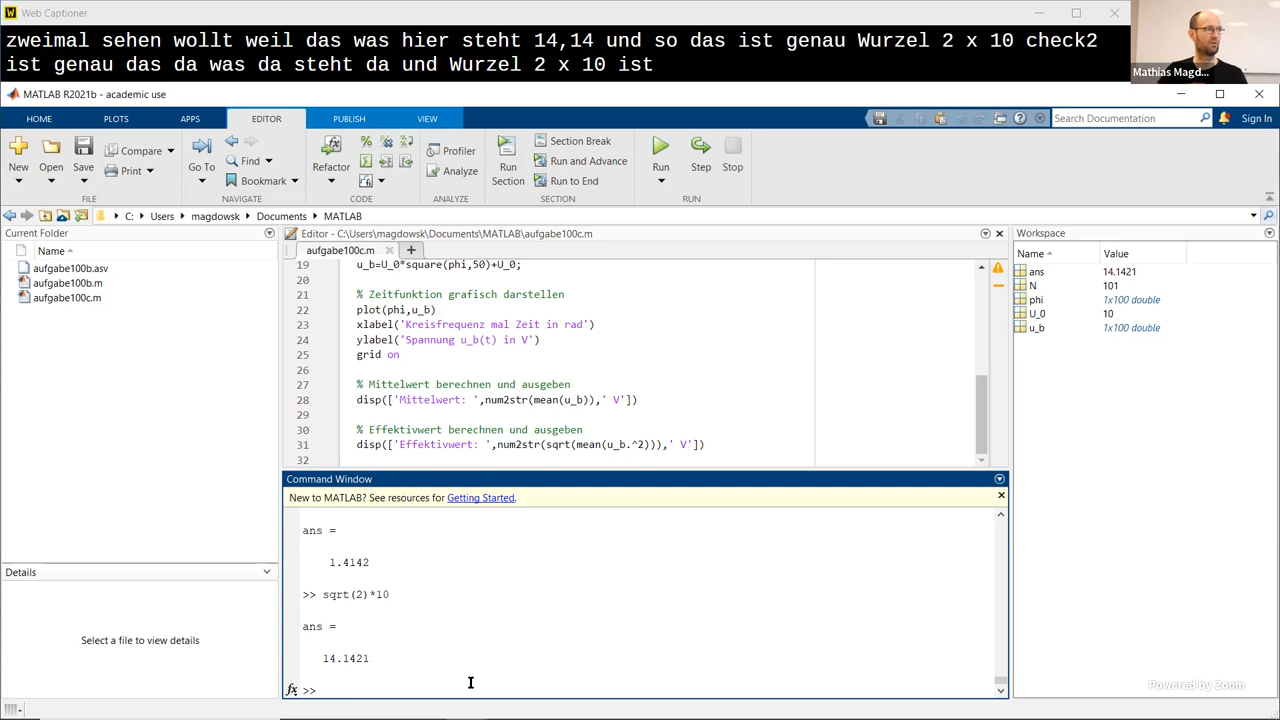 Web Captioner
zweimal sehen wollt weil das was hier steht 14,14 und so das ist genau Wurzel 2 x 10 check2
ist genau das da was da steht da und Wurzel 2 x 10 ist
Mathias Magd...
MATLAB R2021b - academic use
HOME PLOTS APPS EDITOR PUBLISH VIEW
Search Documentation
Sign In
New Open Save
Compare
Print
Go To
Find
Bookmark
Refactor
Profiler
Analyze
Run Section
Section Break
Run and Advance
Run to End
Run Step Stop
FILE NAVIGATE CODE ANALYZE SECTION RUN
C: Users magdowsk Documents MATLAB
Current Folder
Name
aufgabe100b.asv
aufgabe100b.m
aufgabe100c.m
Details
Select a file to view details
Editor - C:\Users\magdowsk\Documents\MATLAB\aufgabe100c.m
aufgabe100c.m
19 u_b=U_0*square(phi,50)+U_0;
20
21 % Zeitfunktion grafisch darstellen
22 plot(phi,u_b)
23 xlabel('Kreisfrequenz mal Zeit in rad')
24 ylabel('Spannung u_b(t) in V')
25 grid on
26
27 % Mittelwert berechnen und ausgeben
28 disp(['Mittelwert: ',num2str(mean(u_b)),' V'])
29
30 % Effektivwert berechnen und ausgeben
31 disp(['Effektivwert: ',num2str(sqrt(mean(u_b.^2))),' V'])
32
Command Window
New to MATLAB? See resources for Getting Started.
ans =
1.4142
>> sqrt(2)*10
ans =
14.1421
fx >>
Workspace
Name Value
ans 14.1421
N 101
phi 1x100 double
U_0 10
u_b 1x100 double
Powered by Zoom